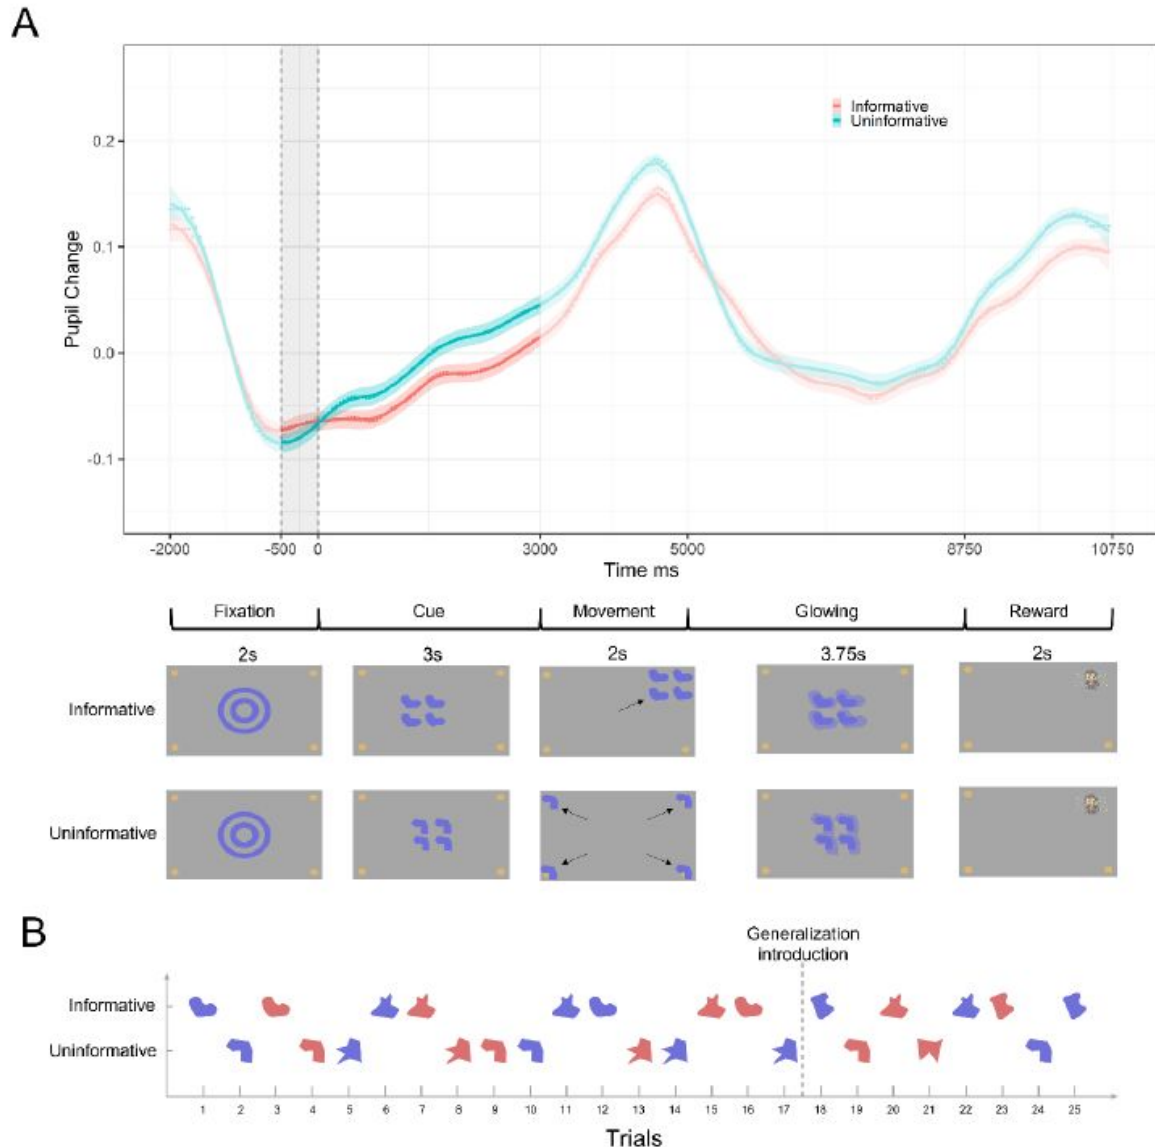 A
Informative
Uninformative
0.2
0.1
0.0
-0.1
Pupil Change
-2000 -500 0 3000 5000 8750 10750
Time ms
Fixation Cue Movement Glowing Reward
2s 3s 2s 3.75s 2s
Informative
Uninformative
B
Generalization
introduction
Informative
Uninformative
1 2 3 4 5 6 7 8 9 10 11 12 13 14 15 16 17 18 19 20 21 22 23 24 25
Trials